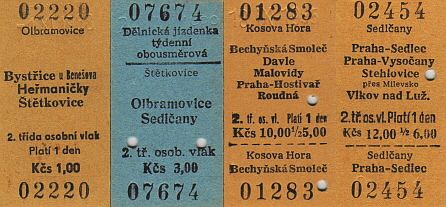 02220
Olbramovice
Bystřice u Benešova
Heřmaničky
Štětkovice
2. třída osobní vlak
Platí 1 den
Kčs 1,00
02220
07674
Dělnická jízdenka
týdenní
obousměrová
Štětkovice
Olbramovice
Sedlčany
2. tř. osob. vlak
Kčs 3,00
07674
01283
Kosova Hora
Bechyňská Smoleč
Davle
Malovidy
Praha-Hostivař
Roudná
2. tř. os. vl. Platí 1 den
Kčs 10,00 1/2 5,00
Kosova Hora
Bechyňská Smoleč
01283
02454
Sedlčany
Praha-Sedlec
Praha-Vysočany
Stehlovice
přes Milevsko
Vlkov nad Luž.
2. tř. os. vl. Platí 1 den
Kčs 12,00 1/2 6,00
Sedlčany
Praha-Sedlec
02454